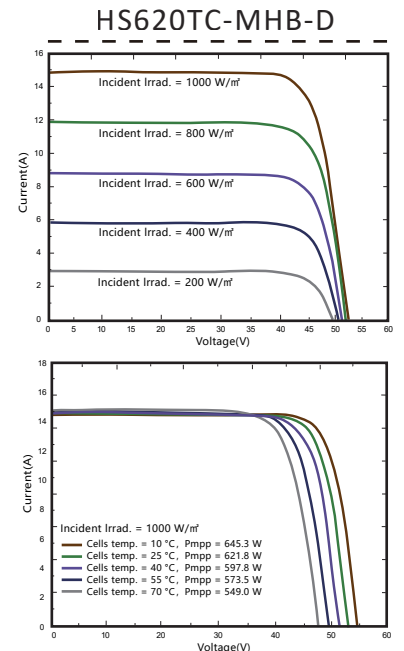 HS620TC-MHB-D
16
14
12
10
8
6
4
2
0
Current(A)
Incident Irrad. = 1000 W/㎡
Incident Irrad. = 800 W/㎡
Incident Irrad. = 600 W/㎡
Incident Irrad. = 400 W/㎡
Incident Irrad. = 200 W/㎡
0 5 10 15 20 25 30 35 40 45 50 55 60
Voltage(V)
18
16
14
12
10
8
6
4
2
0
Current(A)
Incident Irrad. = 1000 W/㎡
Cells temp. = 10 °C, Pmpp = 645.3 W
Cells temp. = 25 °C, Pmpp = 621.8 W
Cells temp. = 40 °C, Pmpp = 597.8 W
Cells temp. = 55 °C, Pmpp = 573.5 W
Cells temp. = 70 °C, Pmpp = 549.0 W
0 10 20 30 40 50 60
Voltage(V)